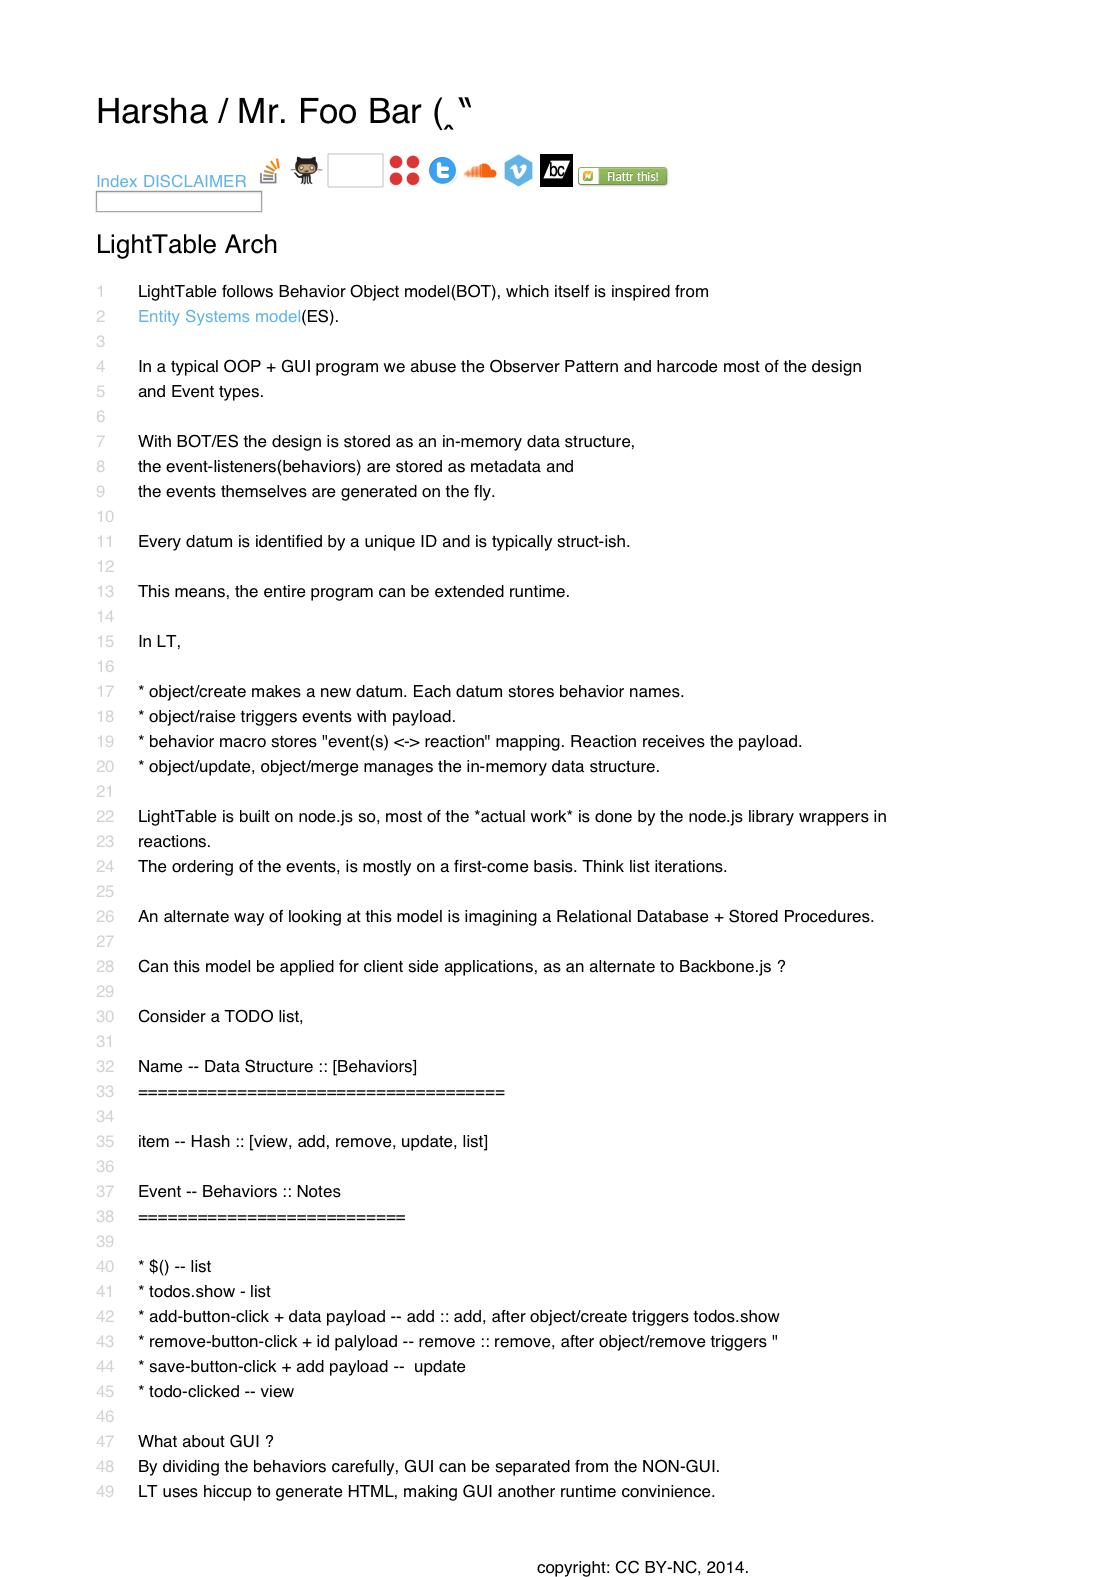 Harsha / Mr. Foo Bar (‸‶
Index DISCLAIMER bc Flattr this!
LightTable Arch
1 LightTable follows Behavior Object model(BOT), which itself is inspired from
2 Entity Systems model(ES).
3
4 In a typical OOP + GUI program we abuse the Observer Pattern and harcode most of the design
5 and Event types.
6
7 With BOT/ES the design is stored as an in-memory data structure,
8 the event-listeners(behaviors) are stored as metadata and
9 the events themselves are generated on the fly.
10
11 Every datum is identified by a unique ID and is typically struct-ish.
12
13 This means, the entire program can be extended runtime.
14
15 In LT,
16
17 * object/create makes a new datum. Each datum stores behavior names.
18 * object/raise triggers events with payload.
19 * behavior macro stores "event(s) <-> reaction" mapping. Reaction receives the payload.
20 * object/update, object/merge manages the in-memory data structure.
21
22 LightTable is built on node.js so, most of the *actual work* is done by the node.js library wrappers in
23 reactions.
24 The ordering of the events, is mostly on a first-come basis. Think list iterations.
25
26 An alternate way of looking at this model is imagining a Relational Database + Stored Procedures.
27
28 Can this model be applied for client side applications, as an alternate to Backbone.js ?
29
30 Consider a TODO list,
31
32 Name -- Data Structure :: [Behaviors]
33 =====================================
34
35 item -- Hash :: [view, add, remove, update, list]
36
37 Event -- Behaviors :: Notes
38 ===========================
39
40 * $() -- list
41 * todos.show - list
42 * add-button-click + data payload -- add :: add, after object/create triggers todos.show
43 * remove-button-click + id palyload -- remove :: remove, after object/remove triggers "
44 * save-button-click + add payload --  update
45 * todo-clicked -- view
46
47 What about GUI ?
48 By dividing the behaviors carefully, GUI can be separated from the NON-GUI.
49 LT uses hiccup to generate HTML, making GUI another runtime convinience.
copyright: CC BY-NC, 2014.